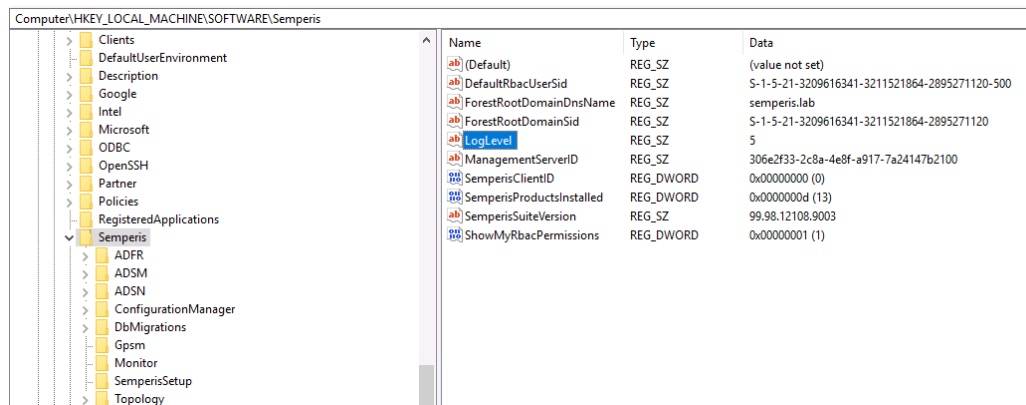 Computer\HKEY_LOCAL_MACHINE\SOFTWARE\Semperis
Clients
DefaultUserEnvironment
Description
Google
Intel
Microsoft
ODBC
OpenSSH
Partner
Policies
RegisteredApplications
Semperis
ADFR
ADSM
ADSN
ConfigurationManager
DbMigrations
Gpsm
Monitor
SemperisSetup
Topology
Name Type Data
(Default) REG_SZ (value not set)
DefaultRbacUserSid REG_SZ S-1-5-21-3209616341-3211521864-2895271120-500
ForestRootDomainDnsName REG_SZ semperis.lab
ForestRootDomainSid REG_SZ S-1-5-21-3209616341-3211521864-2895271120
LogLevel REG_SZ 5
ManagementServerID REG_SZ 306e2f33-2c8a-4e8f-a917-7a24147b2100
SemperisClientID REG_DWORD 0x00000000 (0)
SemperisProductsInstalled REG_DWORD 0x0000000d (13)
SemperisSuiteVersion REG_SZ 99.98.12108.9003
ShowMyRbacPermissions REG_DWORD 0x00000001 (1)